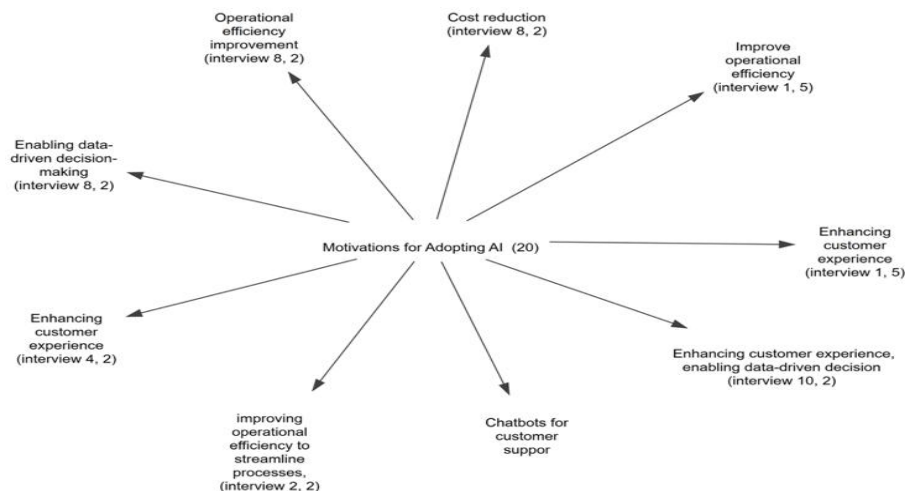 Operational
efficiency
improvement
(interview 8, 2)
Cost reduction
(interview 8, 2)
Improve
operational
efficiency
(interview 1, 5)
Enabling data-
driven decision-
making
(interview 8, 2)
Motivations for Adopting AI (20)
Enhancing
customer
experience
(interview 1, 5)
Enhancing
customer
experience
(interview 4, 2)
Enhancing customer experience,
enabling data-driven decision
(interview 10, 2)
improving
operational
efficiency to
streamline
processes,
(interview 2, 2)
Chatbots for
customer
suppor